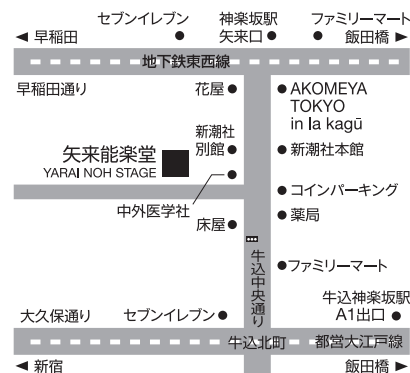 セブンイレブン
神楽坂駅
矢来口
ファミリーマート
◀ 早稲田
飯田橋 ▶
地下鉄東西線
早稲田通り
花屋
AKOMEYA
TOKYO
in la kagū
新潮社
別館
新潮社本館
矢来能楽堂
YARAI NOH STAGE
コインパーキング
中外医学社
薬局
床屋
牛込中央通り
ファミリーマート
牛込神楽坂駅
A1出口
大久保通り
セブンイレブン
牛込北町
都営大江戸線
◀ 新宿
飯田橋 ▶